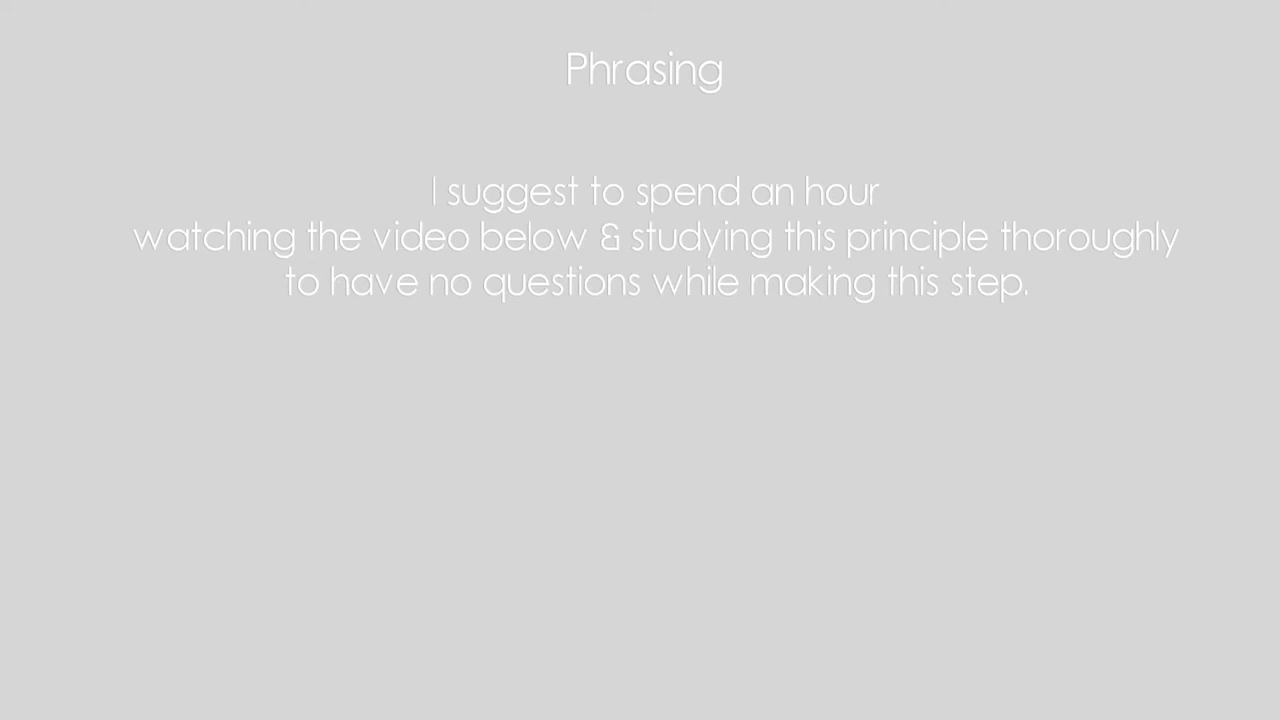 Phrasing
I suggest to spend an hour
watching the video below & studying this principle thoroughly
to have no questions while making this step.